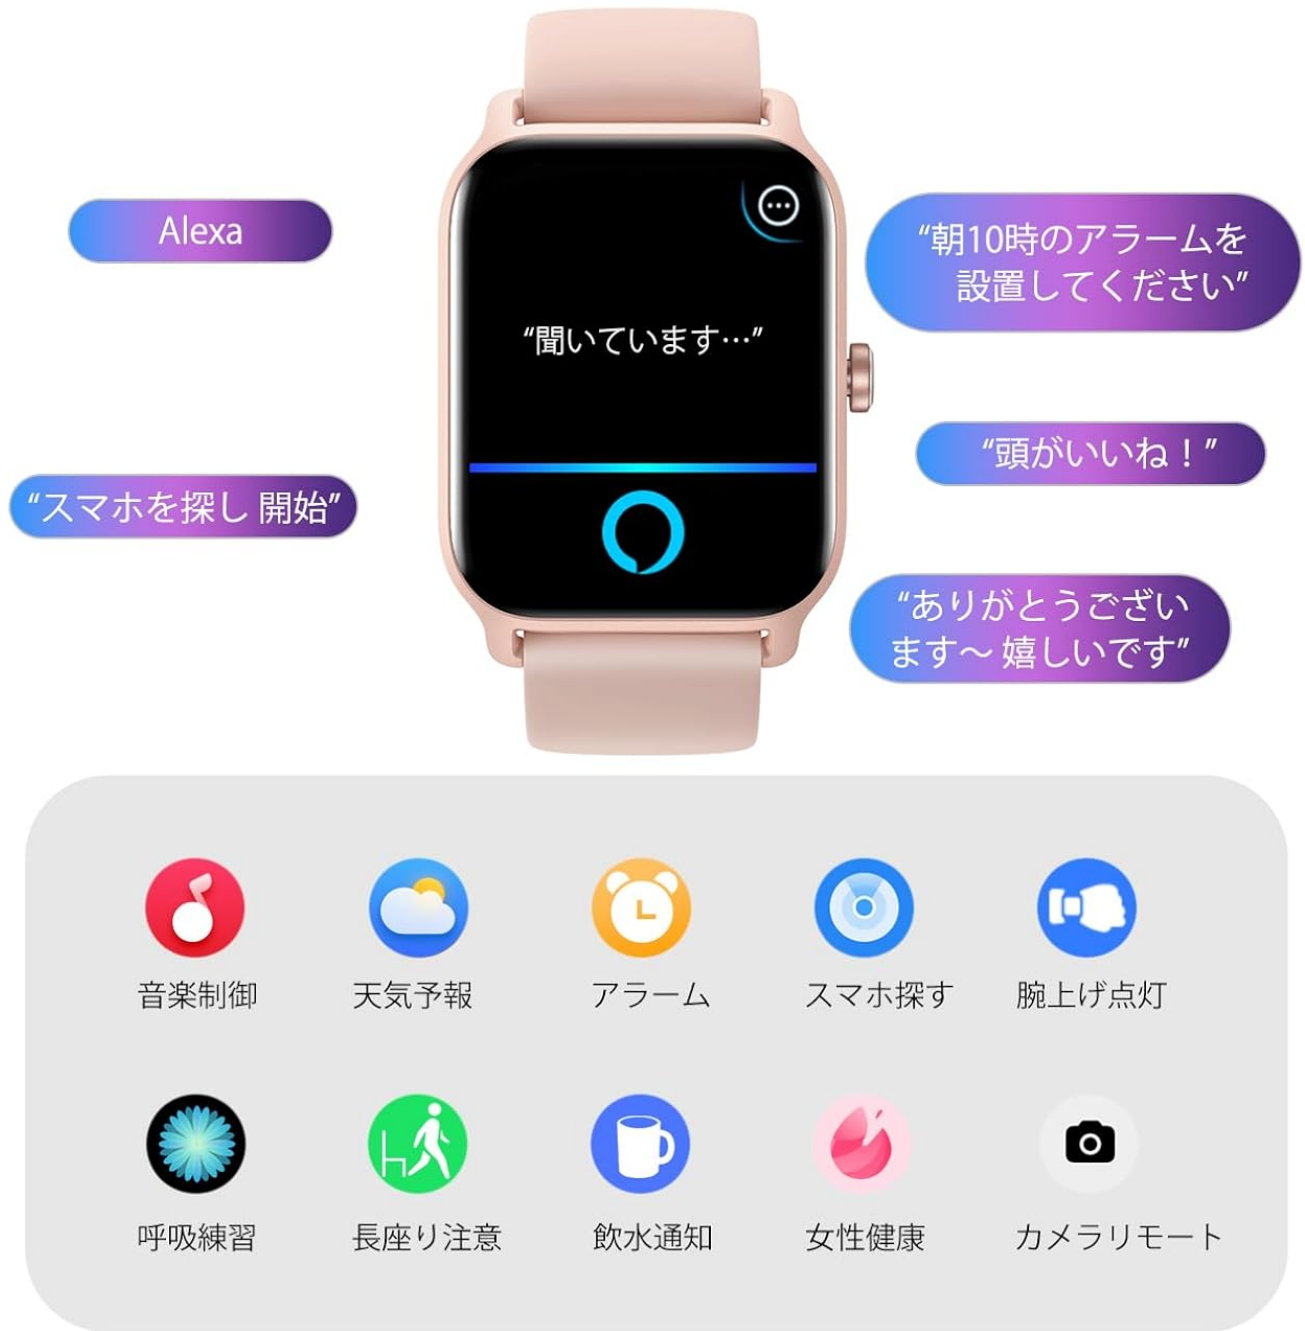 Alexa
“朝10時のアラームを
設置してください”
“聞いています…”
“頭がいいね！”
“スマホを探し 開始”
“ありがとうござい
ます～ 嬉しいです”
音楽制御
天気予報
アラーム
スマホ探す
腕上げ点灯
呼吸練習
長座り注意
飲水通知
女性健康
カメラリモート